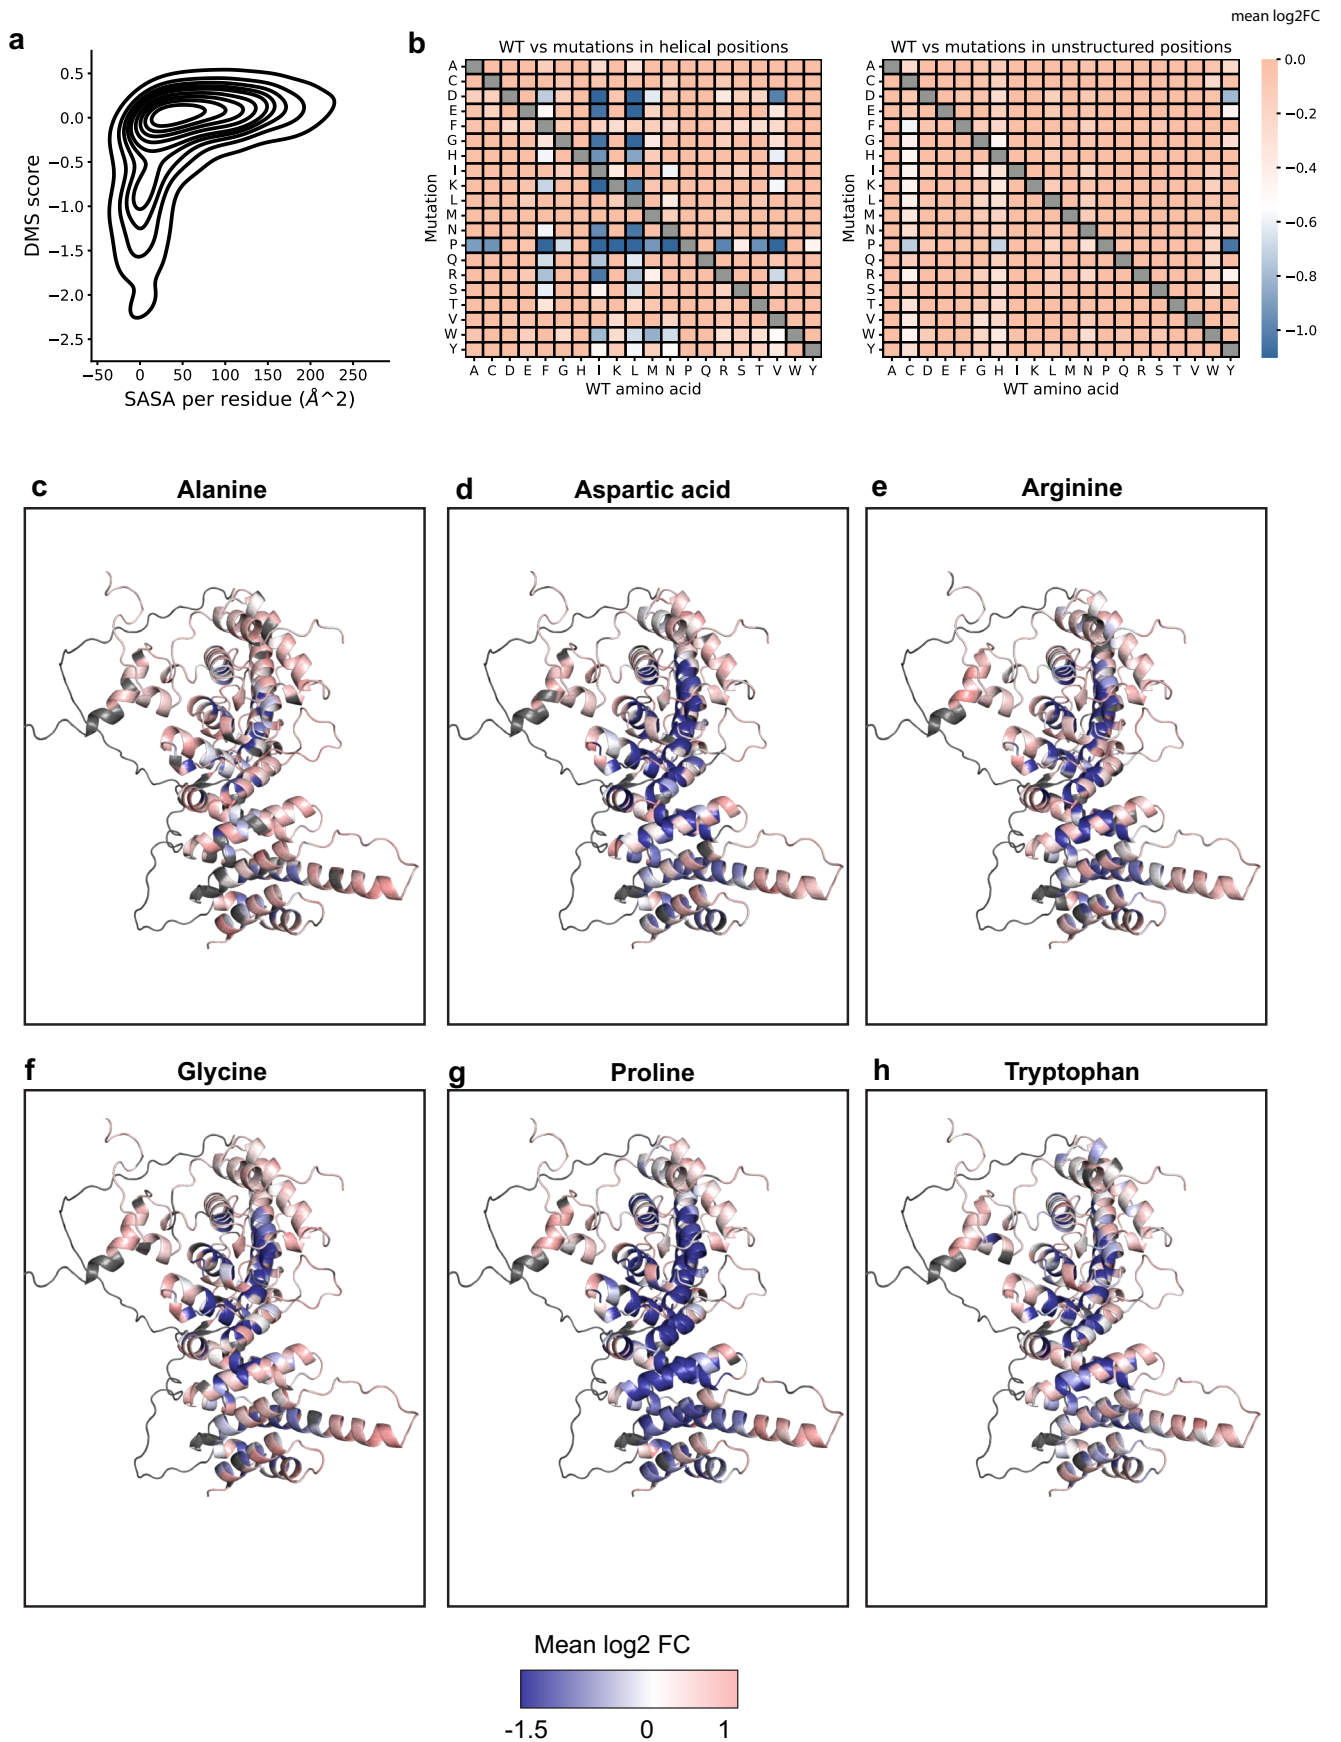 mean log2FC
a
0.5
0.0
−0.5
−1.0
−1.5
−2.0
−2.5
DMS score
−50 0 50 100 150 200 250
SASA per residue (Å^2)
b
WT vs mutations in helical positions
A
C
D
E
F
G
H
I
K
L
M
N
P
Q
R
S
T
V
W
Y
Mutation
A C D E F G H I K L M N P Q R S T V W Y
WT amino acid
WT vs mutations in unstructured positions
A
C
D
E
F
G
H
I
K
L
M
N
P
Q
R
S
T
V
W
Y
Mutation
A C D E F G H I K L M N P Q R S T V W Y
WT amino acid
0.0
−0.2
−0.4
−0.6
−0.8
−1.0
c Alanine
d Aspartic acid
e Arginine
f Glycine
g Proline
h Tryptophan
Mean log2 FC
-1.5 0 1